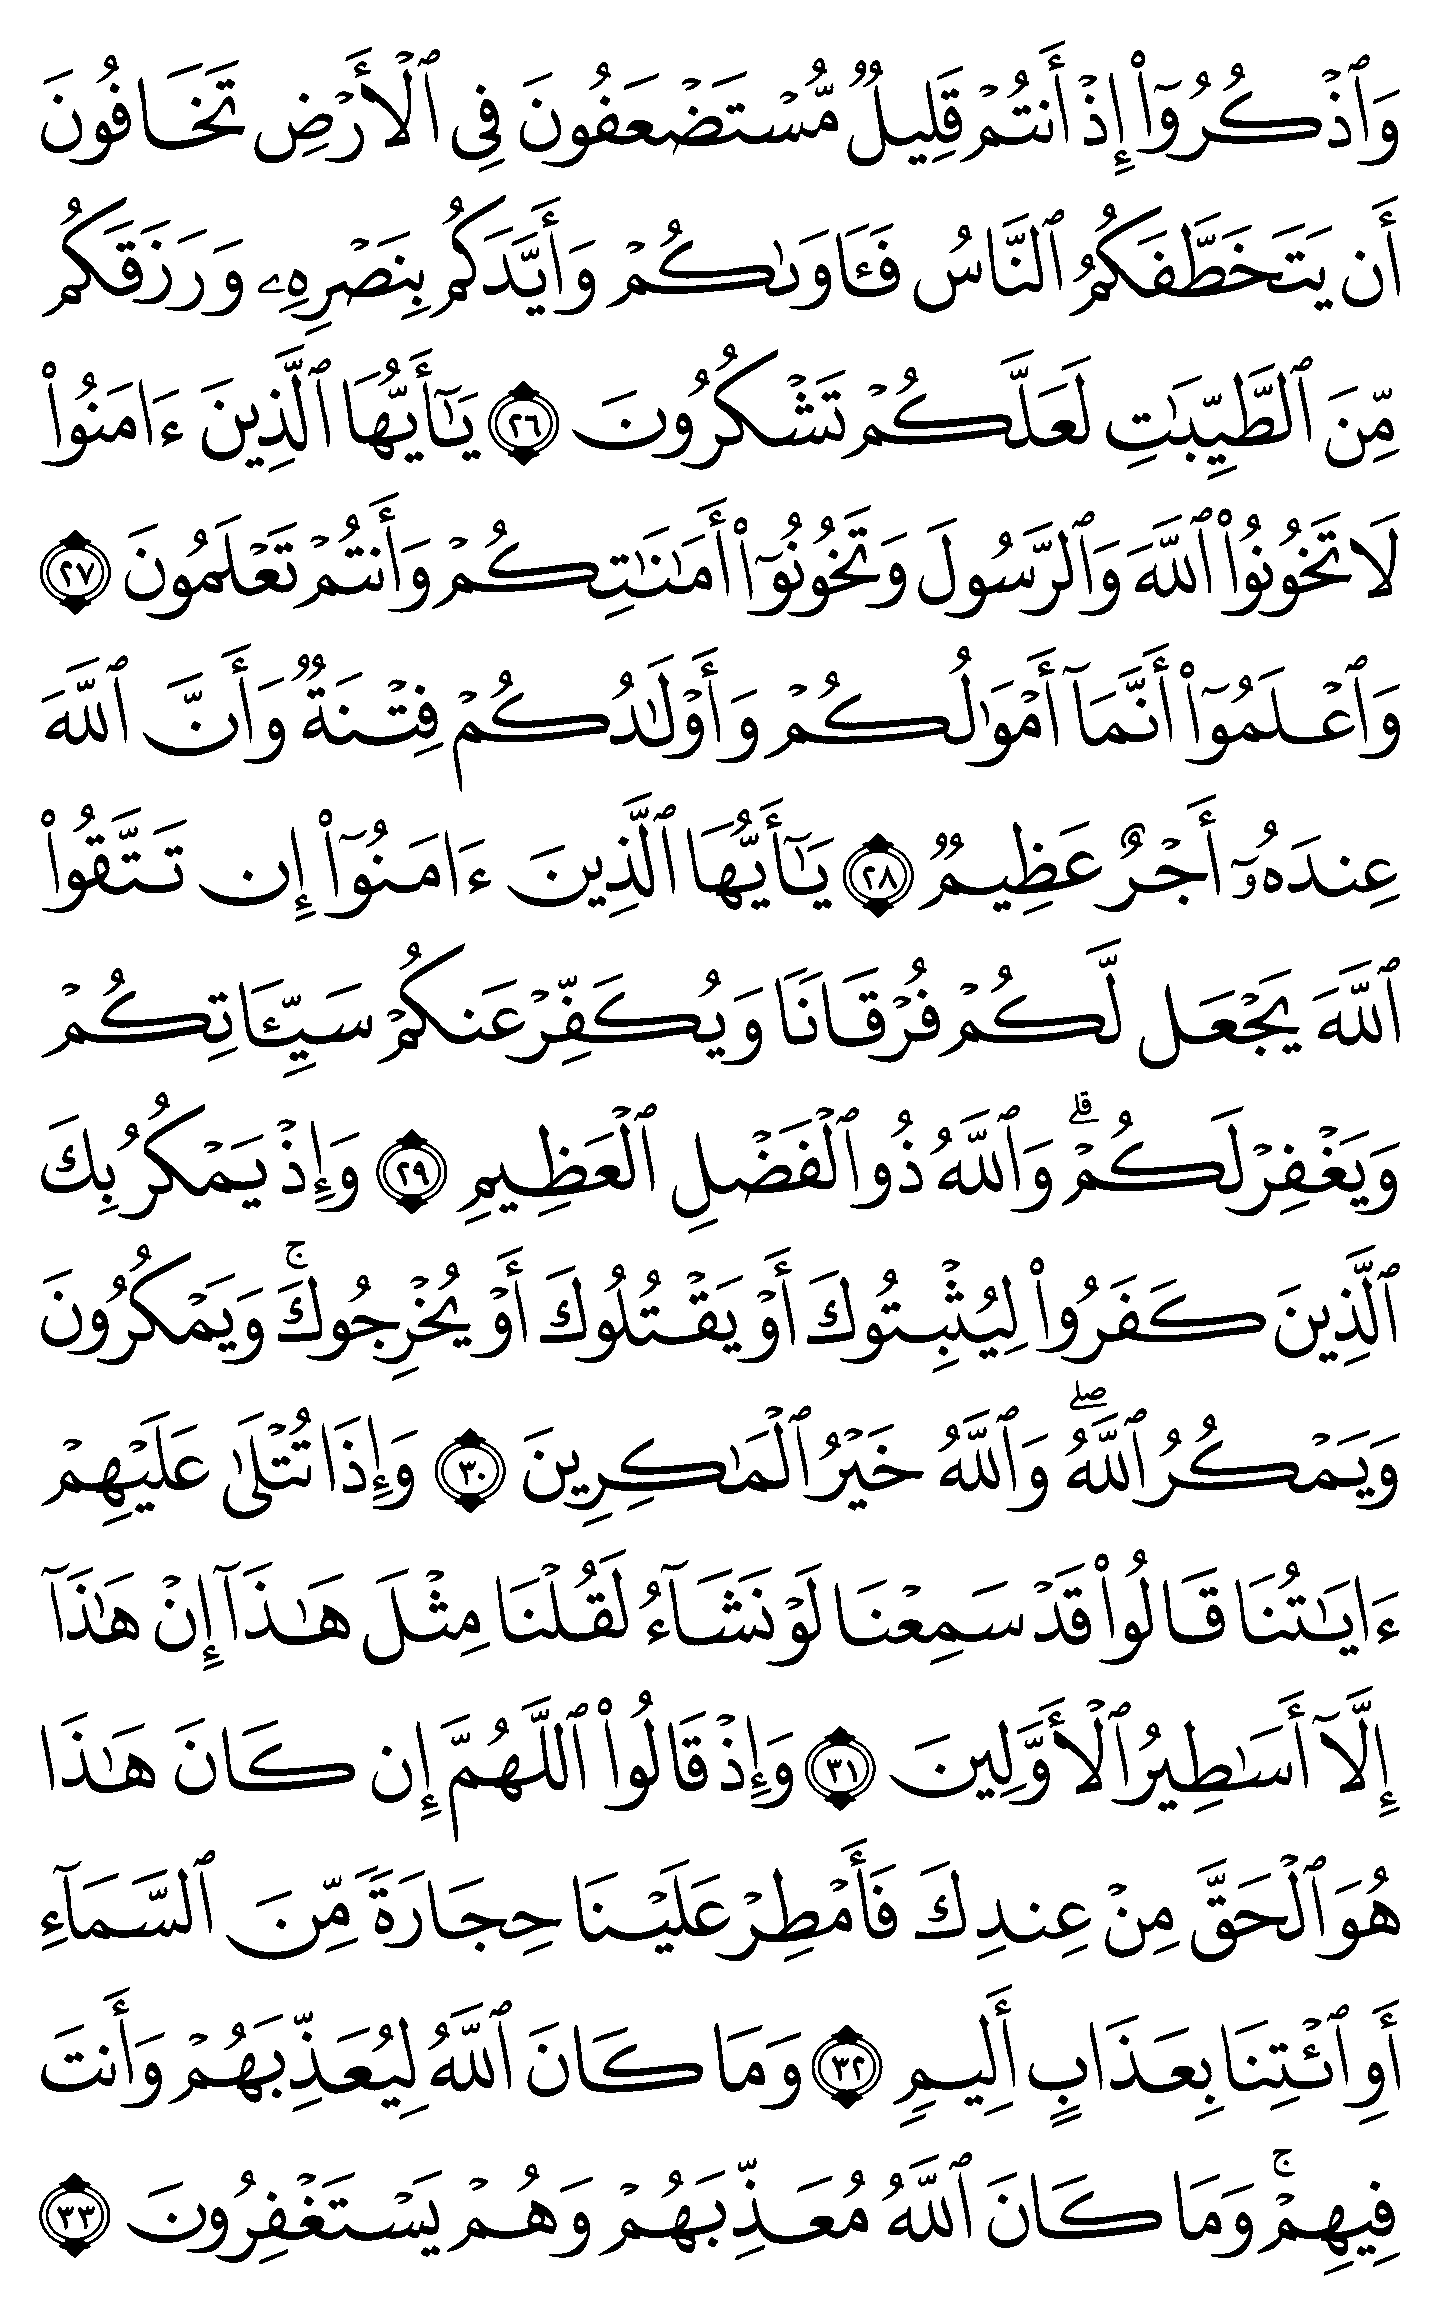 وَٱذۡكُرُوٓاْ إِذۡ أَنتُمۡ قَلِيلٞ مُّسۡتَضۡعَفُونَ فِي ٱلۡأَرۡضِ تَخَافُونَ
أَن يَتَخَطَّفَكُمُ ٱلنَّاسُ فَـَٔاوَىٰكُمۡ وَأَيَّدَكُم بِنَصۡرِهِۦ وَرَزَقَكُم
مِّنَ ٱلطَّيِّبَٰتِ لَعَلَّكُمۡ تَشۡكُرُونَ ٢٦ يَٰٓأَيُّهَا ٱلَّذِينَ ءَامَنُواْ
لَا تَخُونُواْ ٱللَّهَ وَٱلرَّسُولَ وَتَخُونُوٓاْ أَمَٰنَٰتِكُمۡ وَأَنتُمۡ تَعۡلَمُونَ ٢٧
وَٱعۡلَمُوٓاْ أَنَّمَآ أَمۡوَٰلُكُمۡ وَأَوۡلَٰدُكُمۡ فِتۡنَةٞ وَأَنَّ ٱللَّهَ
عِندَهُۥٓ أَجۡرٌ عَظِيمٞ ٢٨ يَٰٓأَيُّهَا ٱلَّذِينَ ءَامَنُوٓاْ إِن تَتَّقُواْ
ٱللَّهَ يَجۡعَل لَّكُمۡ فُرۡقَانٗا وَيُكَفِّرۡ عَنكُمۡ سَيِّـَٔاتِكُمۡ
وَيَغۡفِرۡ لَكُمۡۗ وَٱللَّهُ ذُو ٱلۡفَضۡلِ ٱلۡعَظِيمِ ٢٩ وَإِذۡ يَمۡكُرُ بِكَ
ٱلَّذِينَ كَفَرُواْ لِيُثۡبِتُوكَ أَوۡ يَقۡتُلُوكَ أَوۡ يُخۡرِجُوكَۚ وَيَمۡكُرُونَ
وَيَمۡكُرُ ٱللَّهُۖ وَٱللَّهُ خَيۡرُ ٱلۡمَٰكِرِينَ ٣٠ وَإِذَا تُتۡلَىٰ عَلَيۡهِمۡ
ءَايَٰتُنَا قَالُواْ قَدۡ سَمِعۡنَا لَوۡ نَشَآءُ لَقُلۡنَا مِثۡلَ هَٰذَآ إِنۡ هَٰذَآ
إِلَّآ أَسَٰطِيرُ ٱلۡأَوَّلِينَ ٣١ وَإِذۡ قَالُواْ ٱللَّهُمَّ إِن كَانَ هَٰذَا
هُوَ ٱلۡحَقَّ مِنۡ عِندِكَ فَأَمۡطِرۡ عَلَيۡنَا حِجَارَةٗ مِّنَ ٱلسَّمَآءِ
أَوِ ٱئۡتِنَا بِعَذَابٍ أَلِيمٖ ٣٢ وَمَا كَانَ ٱللَّهُ لِيُعَذِّبَهُمۡ وَأَنتَ
فِيهِمۡۚ وَمَا كَانَ ٱللَّهُ مُعَذِّبَهُمۡ وَهُمۡ يَسۡتَغۡفِرُونَ ٣٣